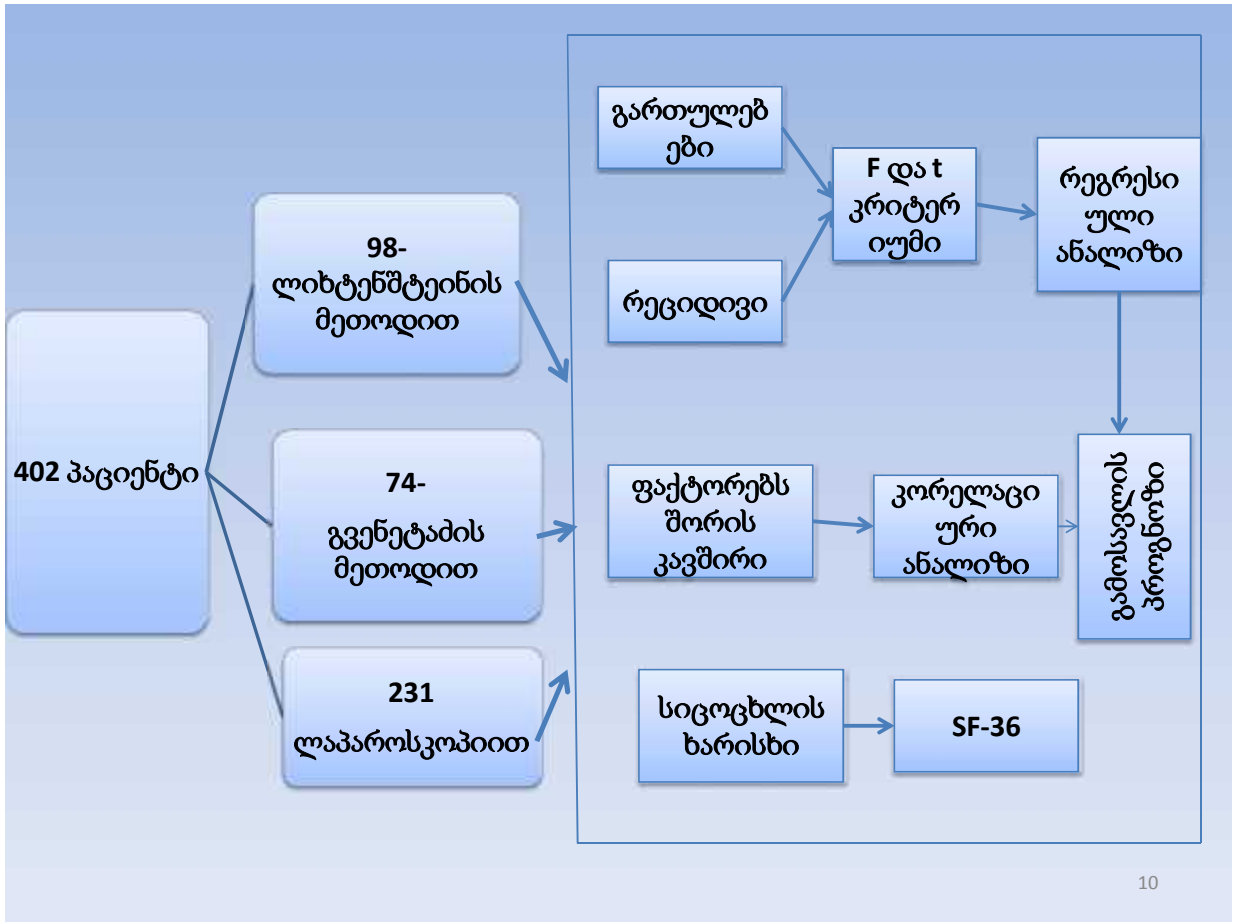 402 პაციენტი
98-
ლიხტენშტეინის
მეთოდით
74-
გვენეტაძის
მეთოდით
231
ლაპაროსკოპიით
გართულებ
ები
რეციდივი
F და t
კრიტერ
იუმი
რეგრესი
ული
ანალიზი
ფაქტორებს
შორის
კავშირი
კორელაცი
ური
ანალიზი
გამოსავლის
პროგნოზი
სიცოცხლის
ხარისხი
SF-36
10